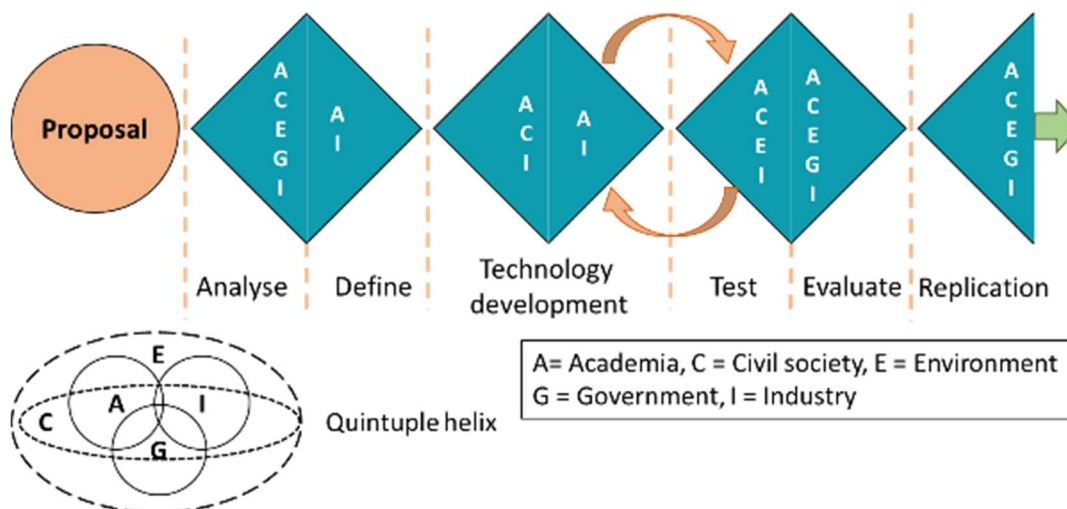 Proposal
A
C
E
G
I
A
I
A
C
I
A
I
A
C
E
I
A
C
E
G
I
A
C
E
G
I
Analyse
Define
Technology
development
Test
Evaluate
Replication
E
A
I
C
G
Quintuple helix
A= Academia, C = Civil society, E = Environment
G = Government, I = Industry